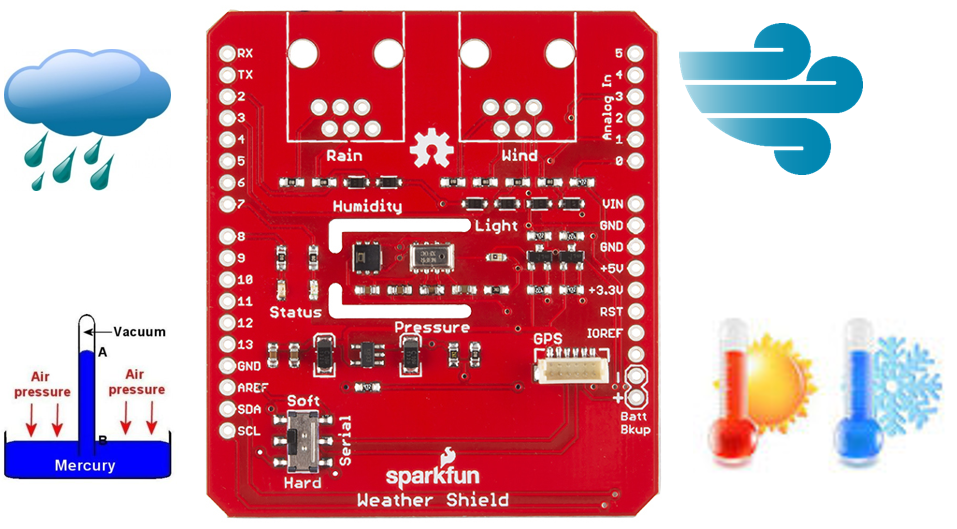 RX
TX
2
3
4
5
6
7
8
9
10
11
12
13
GND
AREF
SDA
SCL
Rain
Wind
5
4
3
2
1
0
Analog In
VIN
GND
GND
+5V
+3.3V
RST
IOREF
Humidity
Light
Status
Pressure
GPS
-
+
Batt
Bkup
Soft
Serial
Hard
sparkfun
Weather Shield
Vacuum
A
Air
pressure
Air
pressure
B
Mercury